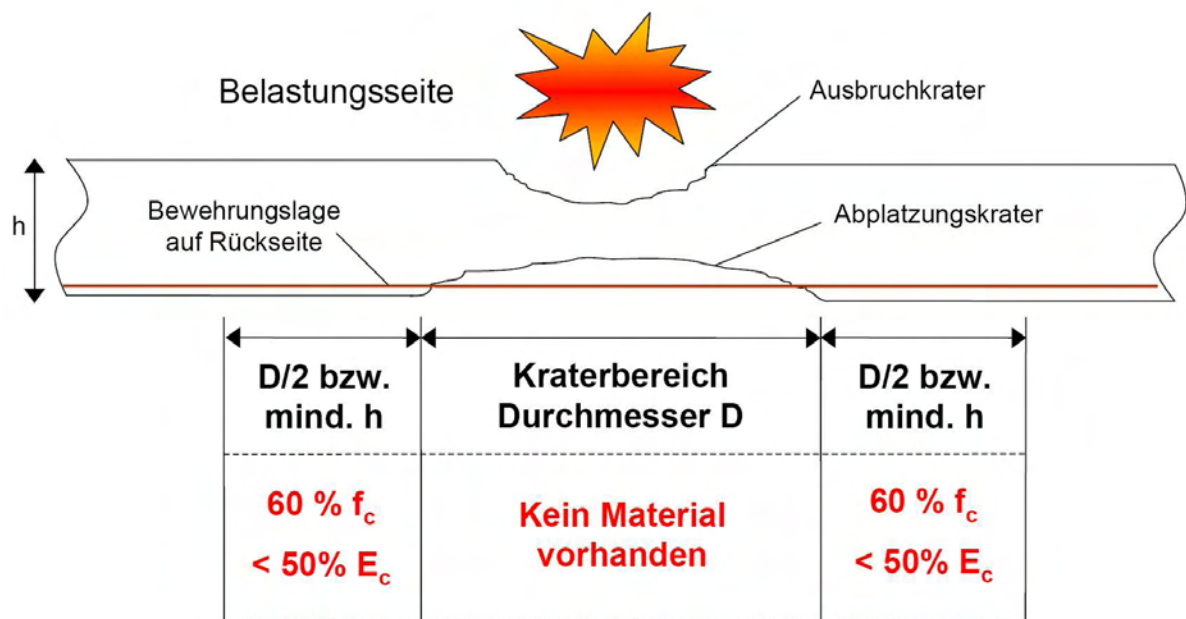 Belastungsseite
Ausbruchkrater
h
Bewehrungslage
auf Rückseite
Abplatzungskrater
D/2 bzw.
mind. h
Kraterbereich
Durchmesser D
D/2 bzw.
mind. h
60 % fc
< 50% Ec
Kein Material
vorhanden
60 % fc
< 50% Ec